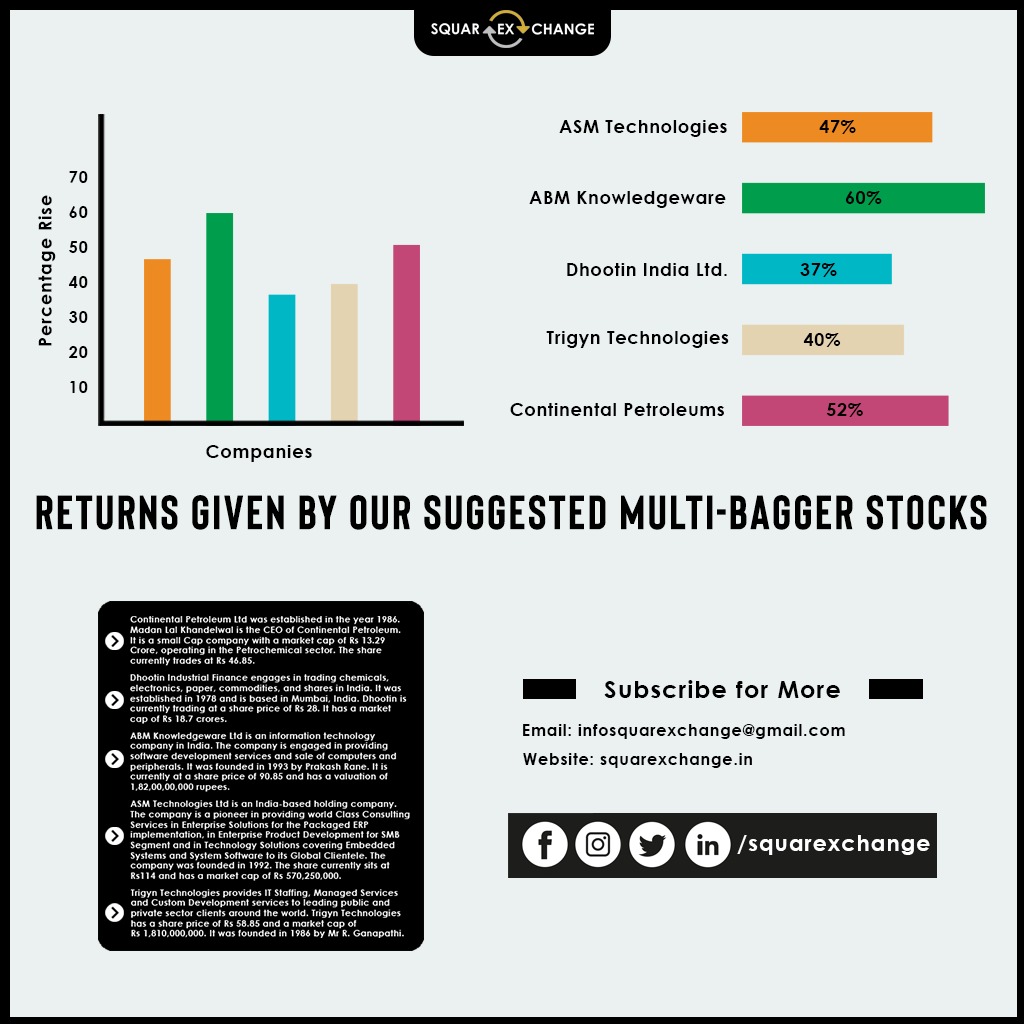 SQUAR EX CHANGE
Percentage Rise
70
60
50
40
30
20
10
Companies
ASM Technologies 47%
ABM Knowledgeware 60%
Dhootin India Ltd. 37%
Trigyn Technologies 40%
Continental Petroleums 52%
RETURNS GIVEN BY OUR SUGGESTED MULTI-BAGGER STOCKS
Continental Petroleum Ltd was established in the year 1986.
Madan Lal Khandelwal is the CEO of Continental Petroleum.
It is a small Cap company with a market cap of Rs 13.29
Crore, operating in the Petrochemical sector. The share
currently trades at Rs 46.85.
Dhootin Industrial Finance engages in trading chemicals,
electronics, paper, commodities, and shares in India. It was
established in 1978 and is based in Mumbai, India. Dhootin is
currently trading at a share price of Rs 28. It has a market
cap of Rs 18.7 crores.
ABM Knowledgeware Ltd is an information technology
company in India. The company is engaged in providing
software development services and sale of computers and
peripherals. It was founded in 1993 by Prakash Rane. It is
currently at a share price of 90.85 and has a valuation of
1,82,00,00,000 rupees.
ASM Technologies Ltd is an India-based holding company.
The company is a pioneer in providing world Class Consulting
Services in Enterprise Solutions for the Packaged ERP
implementation, in Enterprise Product Development for SMB
Segment and in Technology Solutions covering Embedded
Systems and System Software to its Global Clientele. The
company was founded in 1992. The share currently sits at
Rs114 and has a market cap of Rs 570,250,000.
Trigyn Technologies provides IT Staffing, Managed Services
and Custom Development services to leading public and
private sector clients around the world. Trigyn Technologies
has a share price of Rs 58.85 and a market cap of
Rs 1,810,000,000. It was founded in 1986 by Mr R. Ganapathi.
Subscribe for More
Email: infosquarexchange@gmail.com
Website: squarexchange.in
/squarexchange